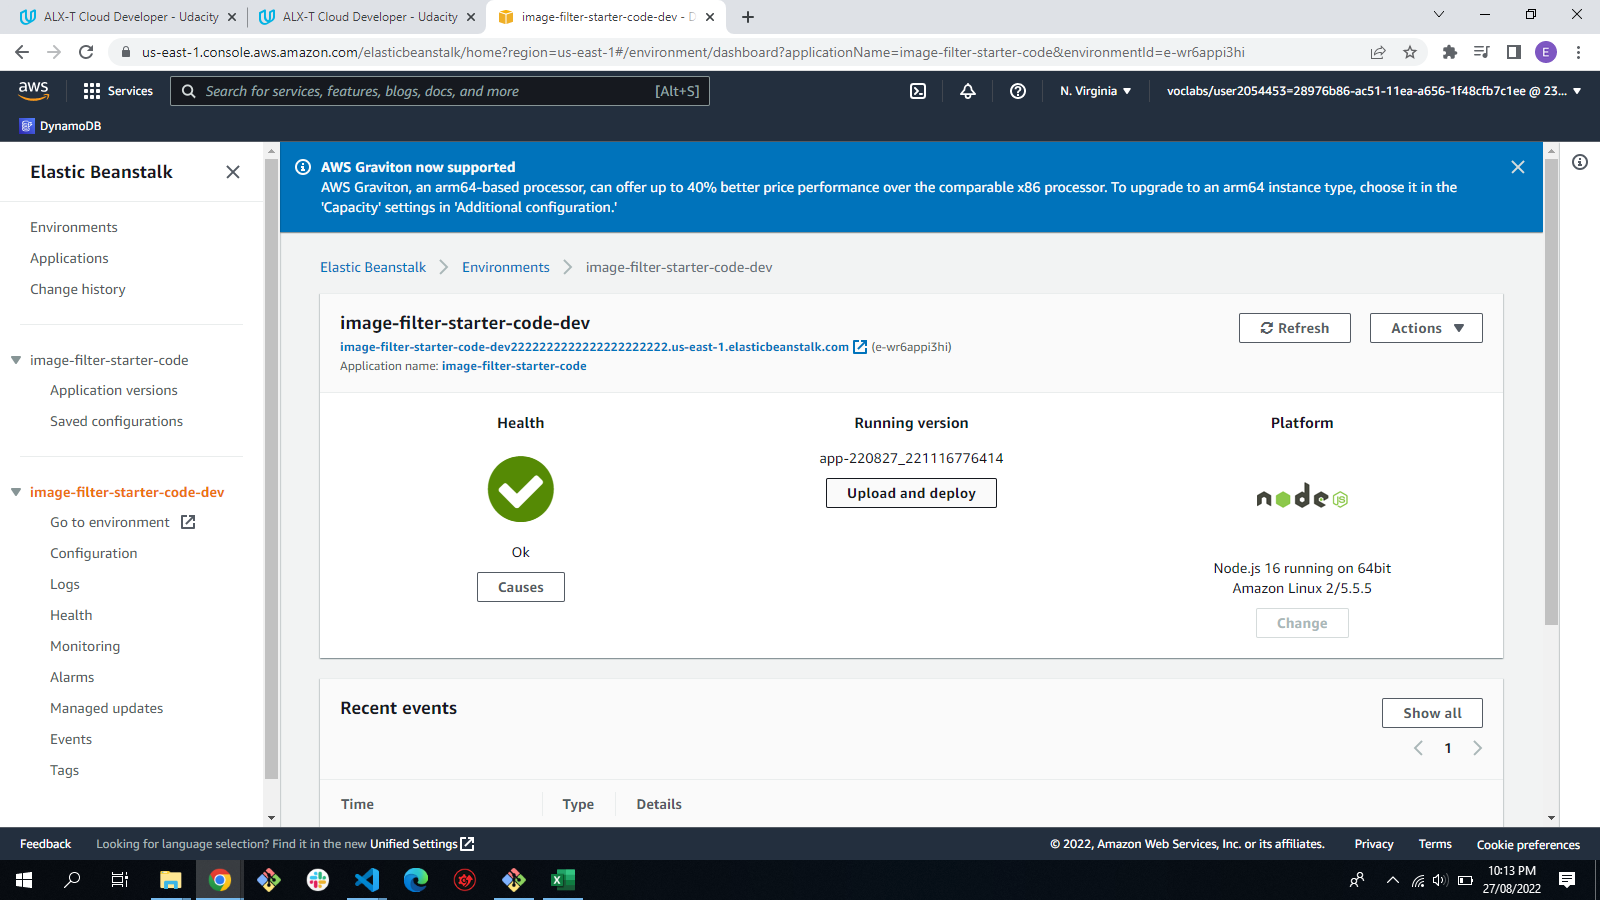 ALX-T Cloud Developer - Udacity
ALX-T Cloud Developer - Udacity
image-filter-starter-code-dev - D
us-east-1.console.aws.amazon.com/elasticbeanstalk/home?region=us-east-1#/environment/dashboard?applicationName=image-filter-starter-code&environmentId=e-wr6appi3hi
E
aws
Services
Search for services, features, blogs, docs, and more
[Alt+S]
N. Virginia
voclabs/user2054453=28976b86-ac51-11ea-a656-1f48cfb7c1ee @ 23...
DynamoDB
Elastic Beanstalk
Environments
Applications
Change history
image-filter-starter-code
Application versions
Saved configurations
image-filter-starter-code-dev
Go to environment
Configuration
Logs
Health
Monitoring
Alarms
Managed updates
Events
Tags
AWS Graviton now supported
AWS Graviton, an arm64-based processor, can offer up to 40% better price performance over the comparable x86 processor. To upgrade to an arm64 instance type, choose it in the
'Capacity' settings in 'Additional configuration.'
Elastic Beanstalk
Environments
image-filter-starter-code-dev
image-filter-starter-code-dev
image-filter-starter-code-dev2222222222222222222222.us-east-1.elasticbeanstalk.com (e-wr6appi3hi)
Application name: image-filter-starter-code
Refresh
Actions
Health
Ok
Causes
Running version
app-220827_221116776414
Upload and deploy
Platform
node JS
Node.js 16 running on 64bit
Amazon Linux 2/5.5.5
Change
Recent events
Show all
1
Time
Type
Details
Feedback
Looking for language selection? Find it in the new Unified Settings
© 2022, Amazon Web Services, Inc. or its affiliates.
Privacy
Terms
Cookie preferences
10:13 PM
27/08/2022